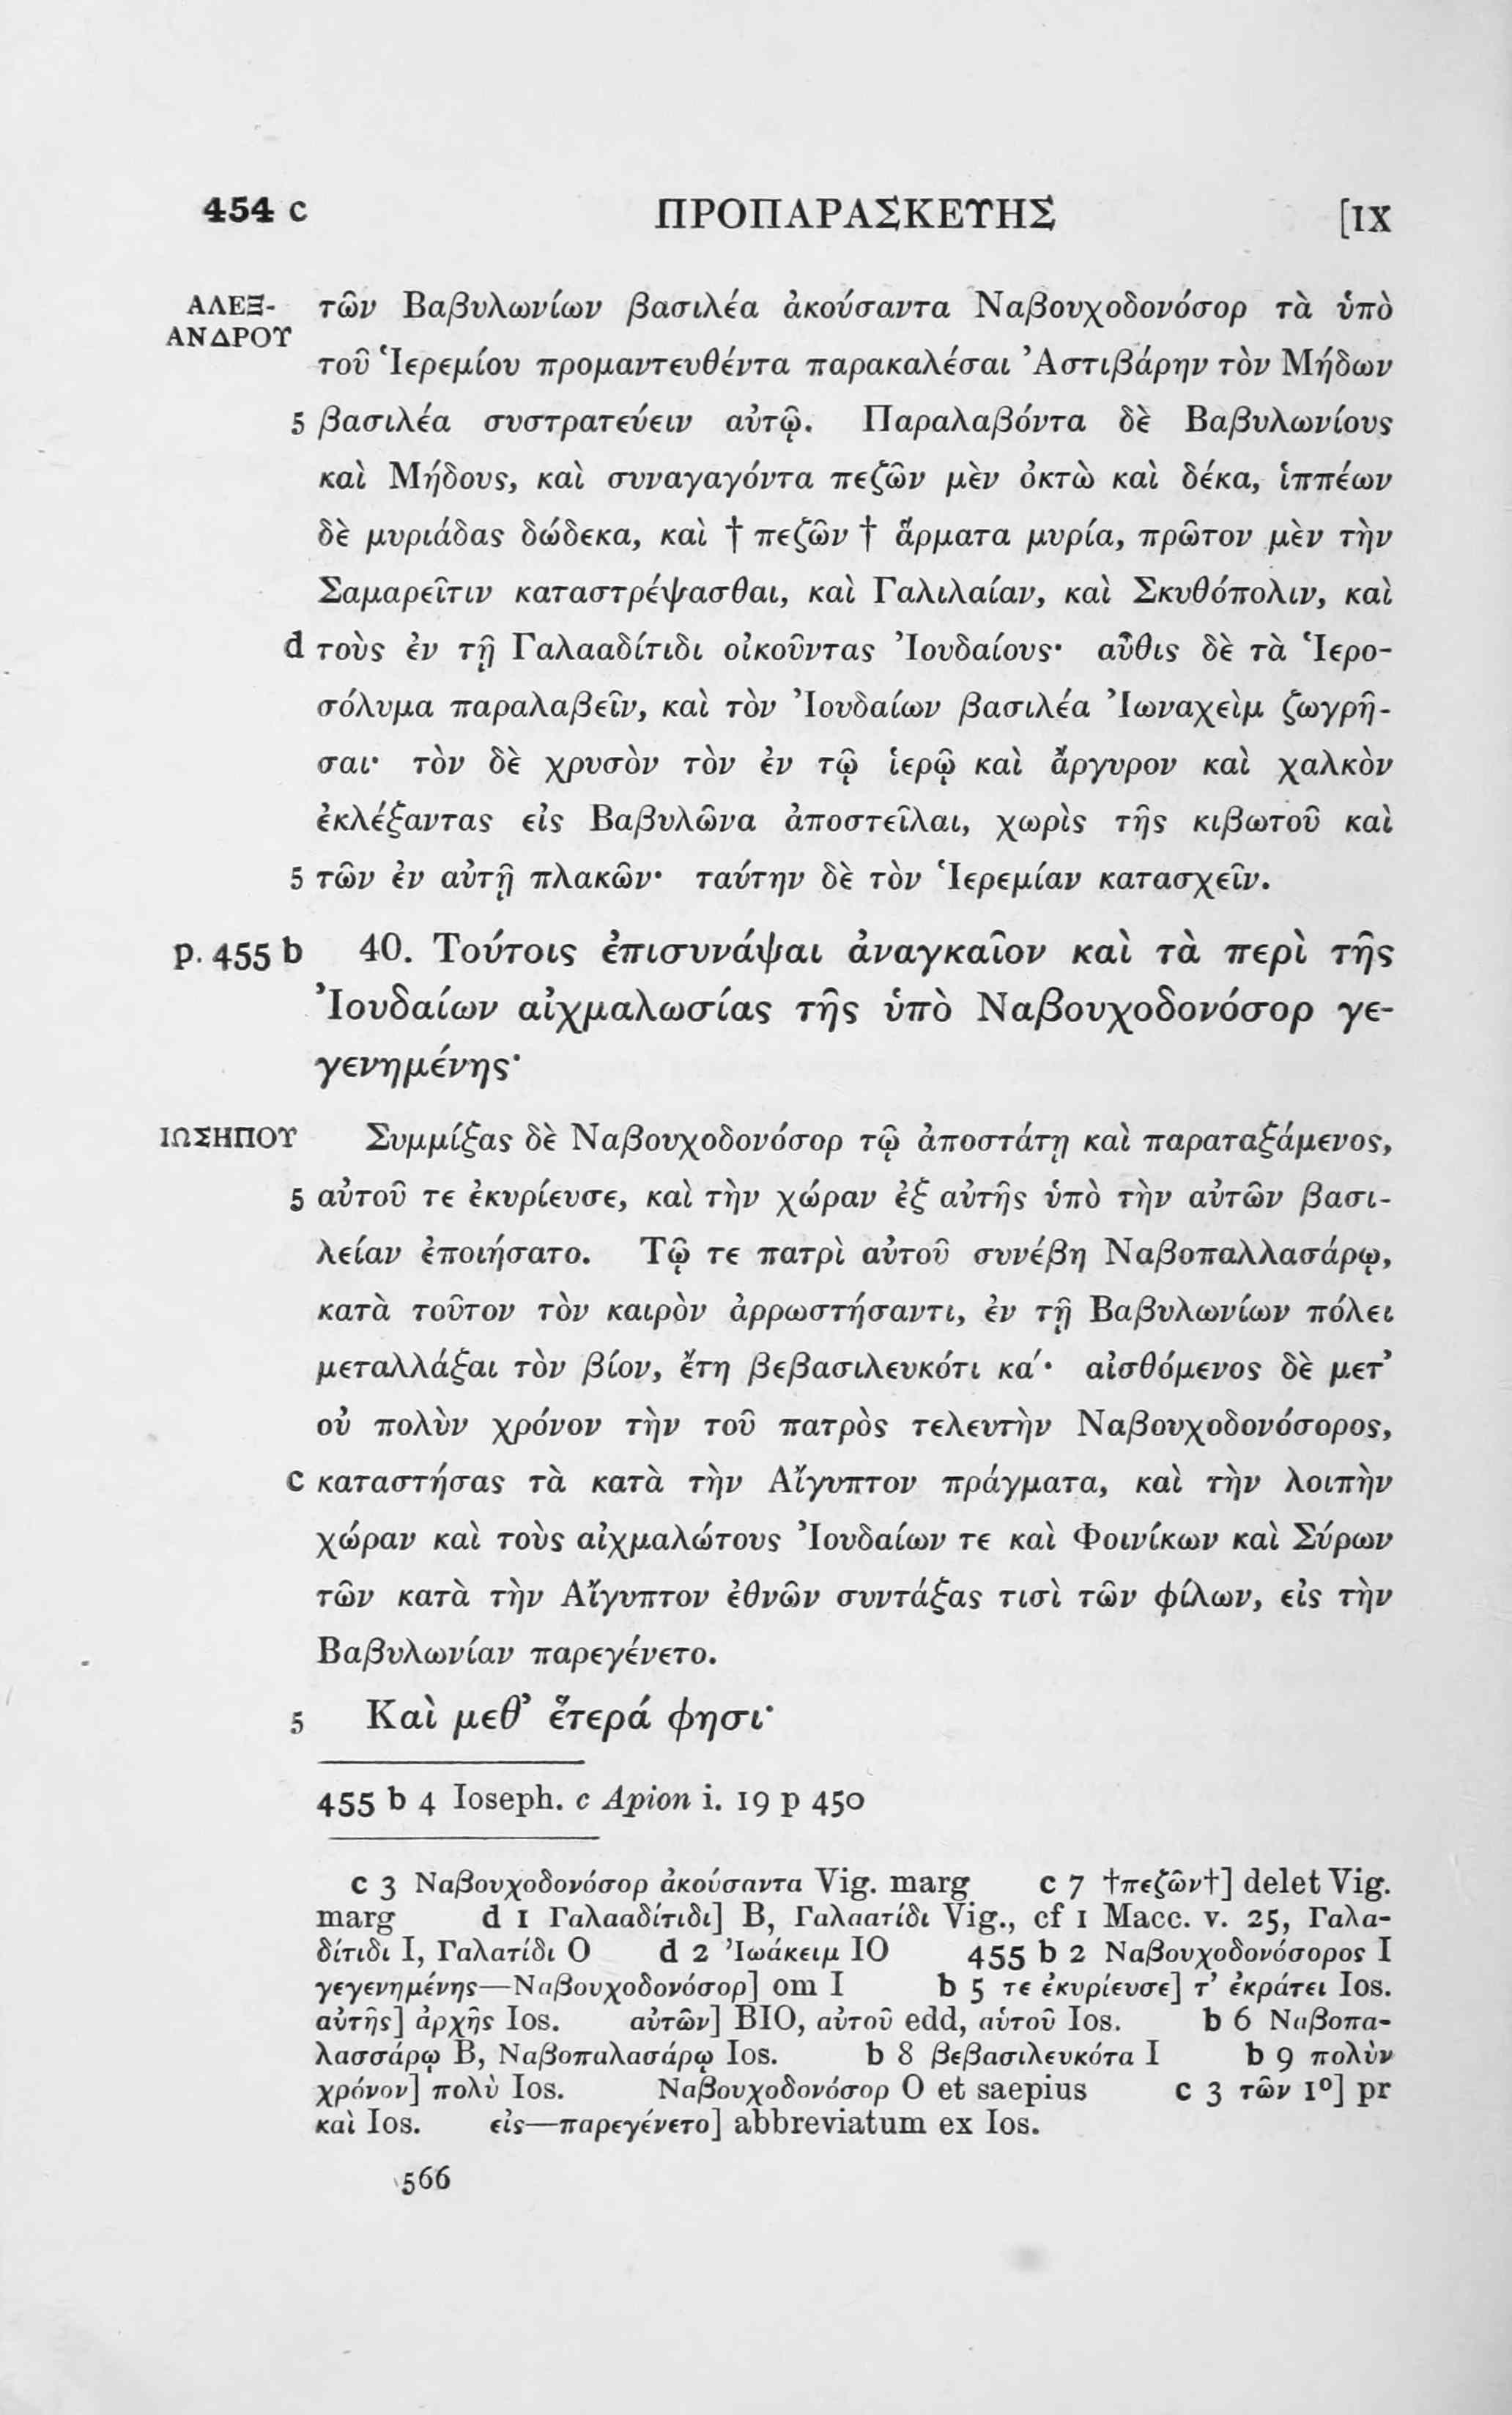 454 c ΠΡΟΠΑΡΑΣΚΕΥΗΣ [IX
ΑΛΕΞ- τῶν Βαβυλωνίων βασιλέα ἀκούσαντα Ναβουχοδονόσορ τὰ ὑπὸ
ΑΝΔΡΟΥ
τοῦ Ἱερεμίου προμαντευθέντα παρακαλέσαι Ἀστιβάρην τὸν Μήδων
5 βασιλέα συστρατεύειν αὐτῷ. Παραλαβόντα δὲ Βαβυλωνίους
καὶ Μήδους, καὶ συναγαγόντα πεζῶν μὲν ὀκτὼ καὶ δέκα, ἱππέων
δὲ μυριάδας δώδεκα, καὶ † πεζῶν † ἅρματα μυρία, πρῶτον μὲν τὴν
Σαμαρεῖτιν καταστρέψασθαι, καὶ Γαλιλαίαν, καὶ Σκυθόπολιν, καὶ
d τοὺς ἐν τῇ Γαλααδίτιδι οἰκοῦντας Ἰουδαίους· αὖθις δὲ τὰ Ἱερο-
σόλυμα παραλαβεῖν, καὶ τὸν Ἰουδαίων βασιλέα Ἰωναχεὶμ ζωγρῆ-
σαι· τὸν δὲ χρυσὸν τὸν ἐν τῷ ἱερῷ καὶ ἄργυρον καὶ χαλκὸν
ἐκλέξαντας εἰς Βαβυλῶνα ἀποστεῖλαι, χωρὶς τῆς κιβωτοῦ καὶ
5 τῶν ἐν αὐτῇ πλακῶν· ταύτην δὲ τὸν Ἱερεμίαν κατασχεῖν.
p. 455 b 40. Τούτοις ἐπισυνάψαι ἀναγκαῖον καὶ τὰ περὶ τῆς
Ἰουδαίων αἰχμαλωσίας τῆς ὑπὸ Ναβουχοδονόσορ γε-
γενημένης·
ΙΩΣΗΠΟΥ Συμμίξας δὲ Ναβουχοδονόσορ τῷ ἀποστάτῃ καὶ παραταξάμενος,
5 αὐτοῦ τε ἐκυρίευσε, καὶ τὴν χώραν ἐξ αὐτῆς ὑπὸ τὴν αὐτῶν βασι-
λείαν ἐποιήσατο. Τῷ τε πατρὶ αὐτοῦ συνέβη Ναβοπαλλασάρῳ,
κατὰ τοῦτον τὸν καιρὸν ἀρρωστήσαντι, ἐν τῇ Βαβυλωνίων πόλει
μεταλλάξαι τὸν βίον, ἔτη βεβασιλευκότι κα΄· αἰσθόμενος δὲ μετ’
οὐ πολὺν χρόνον τὴν τοῦ πατρὸς τελευτὴν Ναβουχοδονόσορος,
c καταστήσας τὰ κατὰ τὴν Αἴγυπτον πράγματα, καὶ τὴν λοιπὴν
χώραν καὶ τοὺς αἰχμαλώτους Ἰουδαίων τε καὶ Φοινίκων καὶ Σύρων
τῶν κατὰ τὴν Αἴγυπτον ἐθνῶν συντάξας τισὶ τῶν φίλων, εἰς τὴν
Βαβυλωνίαν παρεγένετο.
5 Καὶ μεθ’ ἕτερά φησι·
455 b 4 Ioseph. c Apion i. 19 p 450
c 3 Ναβουχοδονόσορ ἀκούσαντα Vig. marg c 7 †πεζῶν†] delet Vig.
marg d 1 Γαλααδίτιδι] B, Γαλαατίδι Vig., cf 1 Macc. v. 25, Γαλα-
δίτιδι I, Γαλατίδι O d 2 Ἰωάκειμ IO 455 b 2 Ναβουχοδονόσορος I
γεγενημένης—Ναβουχοδονόσορ] om I b 5 τε ἐκυρίευσε] τ’ ἐκράτει Ios.
αὐτῆς] ἀρχῆς Ios. αὐτῶν] BIO, αὐτοῦ edd, αὑτοῦ Ios. b 6 Ναβοπα-
λασσάρῳ B, Ναβοπαλασάρῳ Ios. b 8 βεβασιλευκότα I b 9 πολὺν
χρόνον] πολὺ Ios. Ναβουχοδονόσορ O et saepius c 3 τῶν 1º] pr
καὶ Ios. εἰς—παρεγένετο] abbreviatum ex Ios.
566